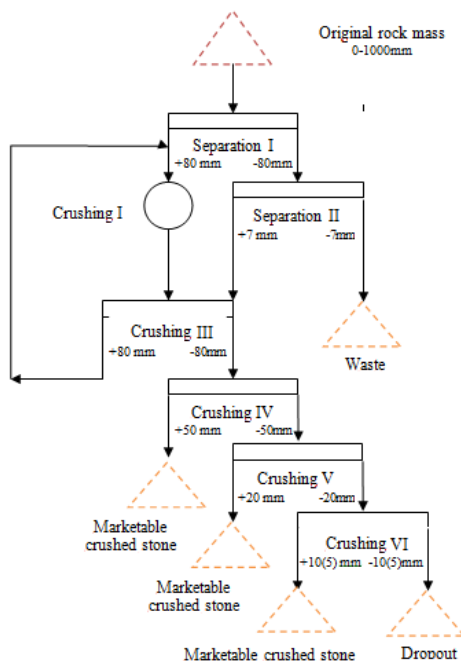 Original rock mass
0-1000mm
Separation I
+80 mm -80mm
Crushing I
Separation II
+7 mm -7mm
Crushing III
+80 mm -80mm
Waste
Crushing IV
+50 mm -50mm
Crushing V
+20 mm -20mm
Marketable
crushed stone
Crushing VI
+10(5) mm -10(5)mm
Marketable
crushed stone
Marketable crushed stone
Dropout